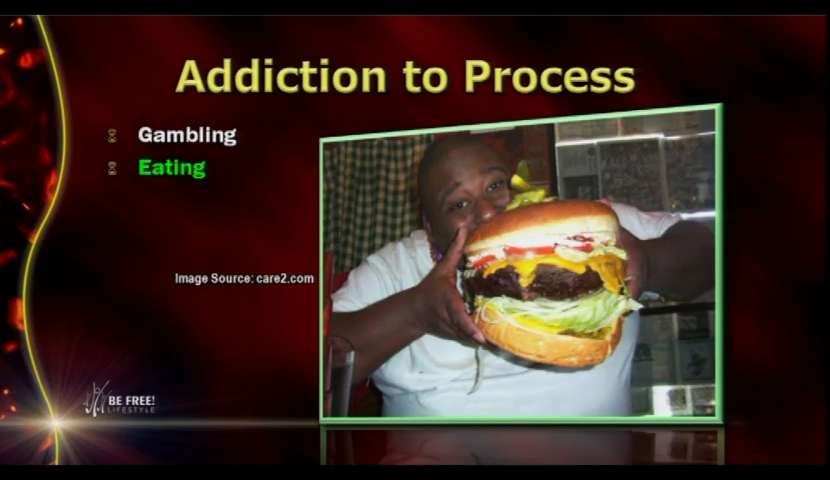 Addiction to Process
Gambling
Eating
Image Source: care2.com
BE FREE!
LIFESTYLE